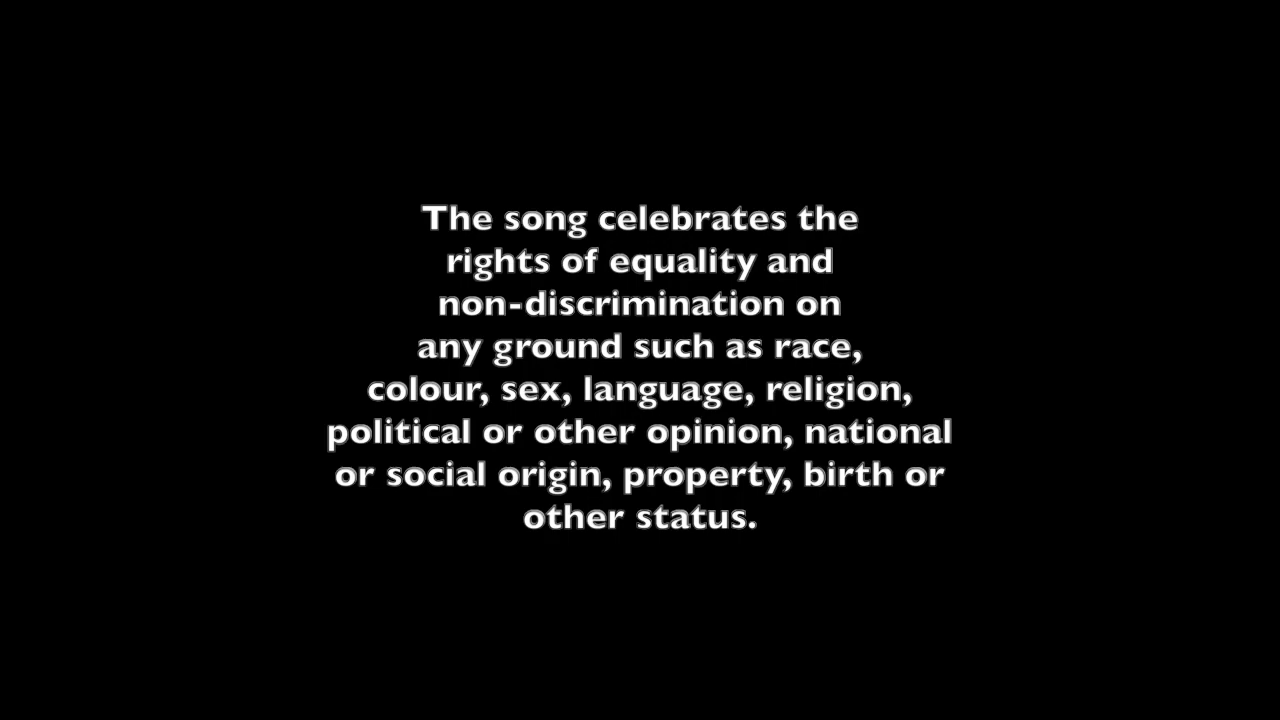 The song celebrates the
rights of equality and
non-discrimination on
any ground such as race,
colour, sex, language, religion,
political or other opinion, national
or social origin, property, birth or
other status.